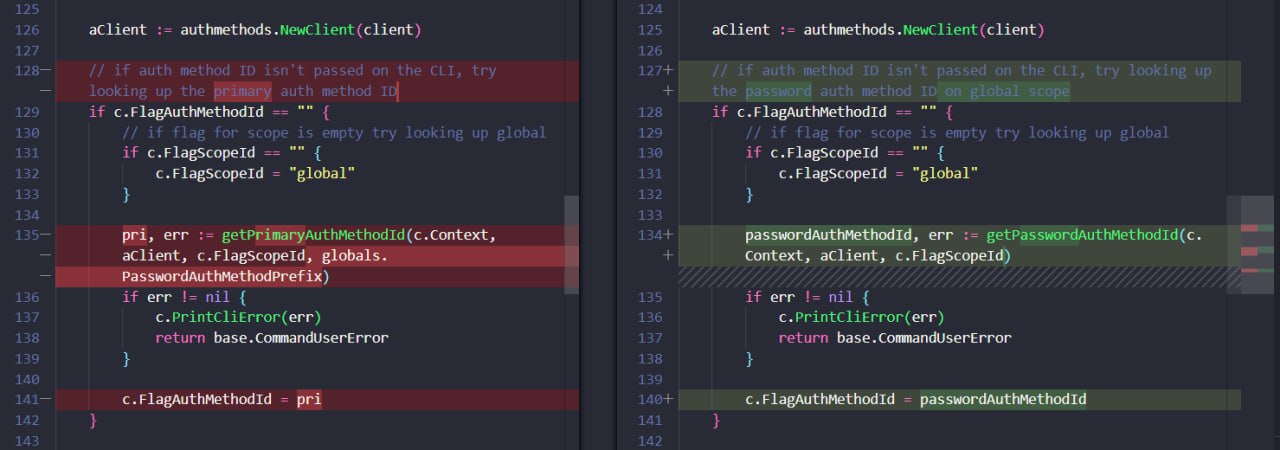 125
126 aClient := authmethods.NewClient(client)
127
128— // if auth method ID isn't passed on the CLI, try
— looking up the primary auth method ID
129 if c.FlagAuthMethodId == "" {
130 // if flag for scope is empty try looking up global
131 if c.FlagScopeId == "" {
132 c.FlagScopeId = "global"
133 }
134
135— pri, err := getPrimaryAuthMethodId(c.Context,
— aClient, c.FlagScopeId, globals.
— PasswordAuthMethodPrefix)
136 if err != nil {
137 c.PrintCliError(err)
138 return base.CommandUserError
139 }
140
141— c.FlagAuthMethodId = pri
142 }
143
124
125 aClient := authmethods.NewClient(client)
126
127+ // if auth method ID isn't passed on the CLI, try looking up
+ the password auth method ID on global scope
128 if c.FlagAuthMethodId == "" {
129 // if flag for scope is empty try looking up global
130 if c.FlagScopeId == "" {
131 c.FlagScopeId = "global"
132 }
133
134+ passwordAuthMethodId, err := getPasswordAuthMethodId(c.
+ Context, aClient, c.FlagScopeId)
135 if err != nil {
136 c.PrintCliError(err)
137 return base.CommandUserError
138 }
139
140+ c.FlagAuthMethodId = passwordAuthMethodId
141 }
142